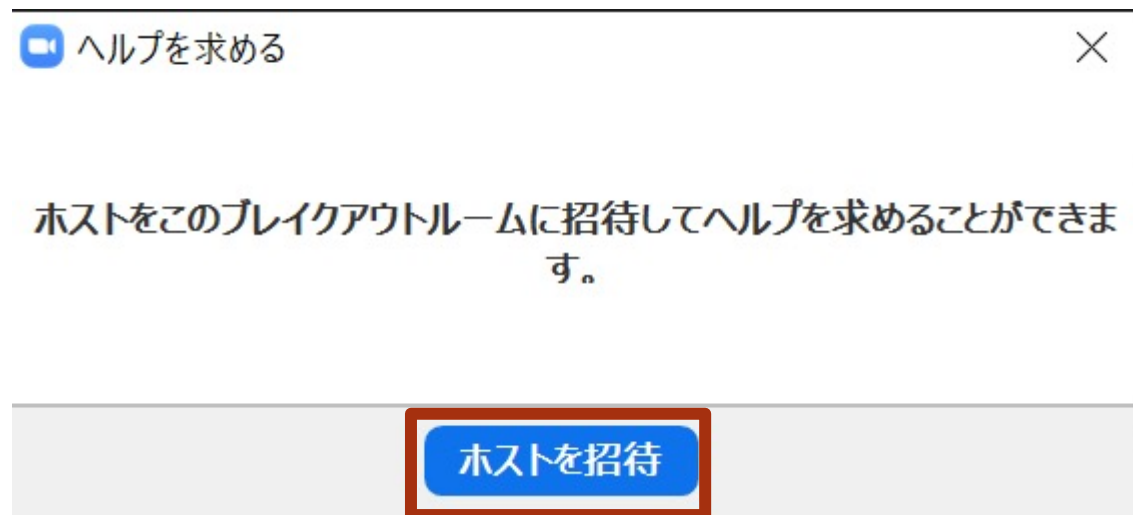 ヘルプを求める
ホストをこのブレイクアウトルームに招待してヘルプを求めることができま
す。
ホストを招待